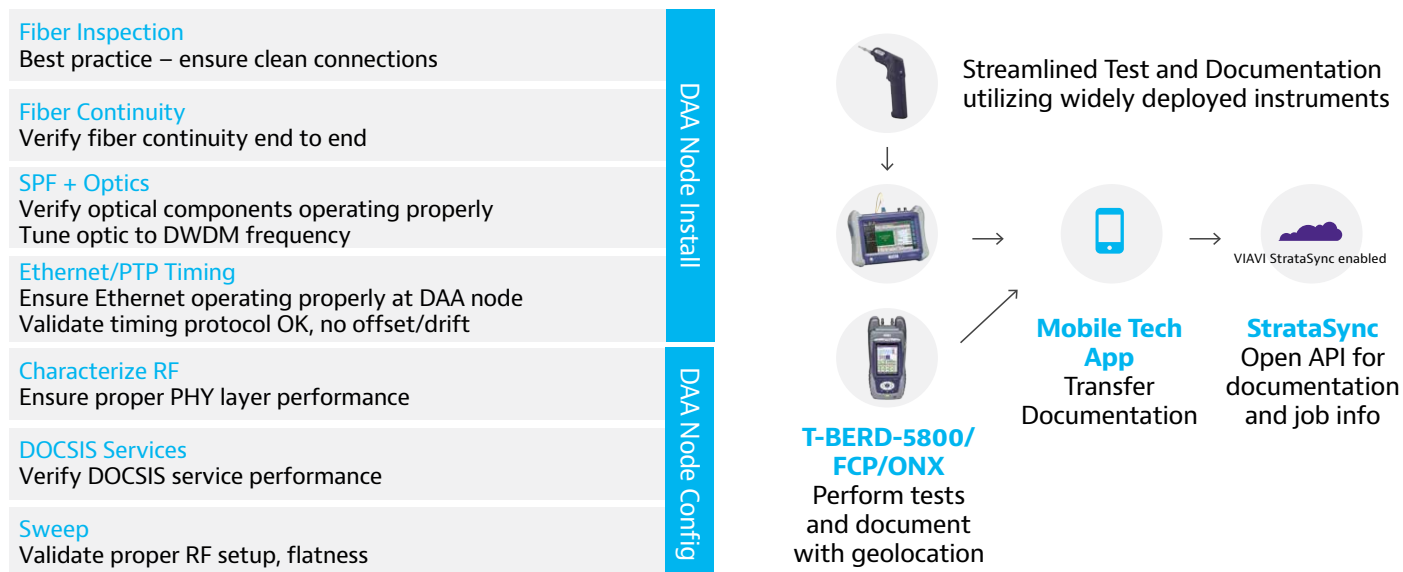 Fiber Inspection
Best practice – ensure clean connections
Fiber Continuity
Verify fiber continuity end to end
SPF + Optics
Verify optical components operating properly
Tune optic to DWDM frequency
Ethernet/PTP Timing
Ensure Ethernet operating properly at DAA node
Validate timing protocol OK, no offset/drift
DAA Node Install
Characterize RF
Ensure proper PHY layer performance
DOCSIS Services
Verify DOCSIS service performance
Sweep
Validate proper RF setup, flatness
DAA Node Config
Streamlined Test and Documentation
utilizing widely deployed instruments
VIAVI StrataSync enabled
T-BERD-5800/
FCP/ONX
Perform tests
and document
with geolocation
Mobile Tech
App
Transfer
Documentation
StrataSync
Open API for
documentation
and job info